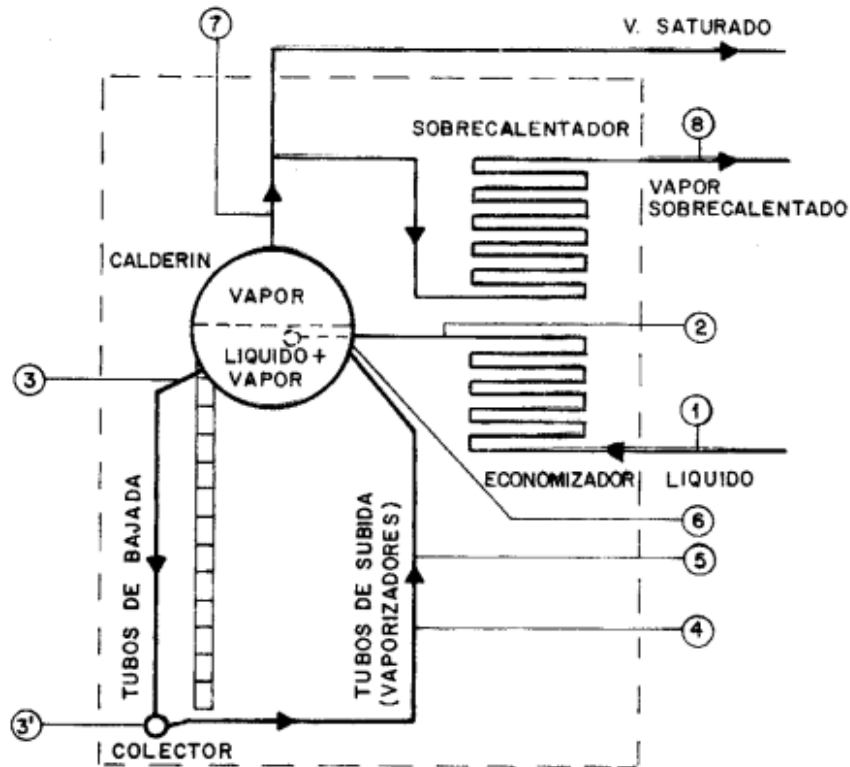 7
V. SATURADO
SOBRECALENTADOR
8
VAPOR
SOBRECALENTADO
CALDERIN
VAPOR
2
LIQUIDO +
VAPOR
3
1
ECONOMIZADOR
LIQUIDO
6
TUBOS DE BAJADA
TUBOS DE SUBIDA
(VAPORIZADORES)
5
4
3'
COLECTOR